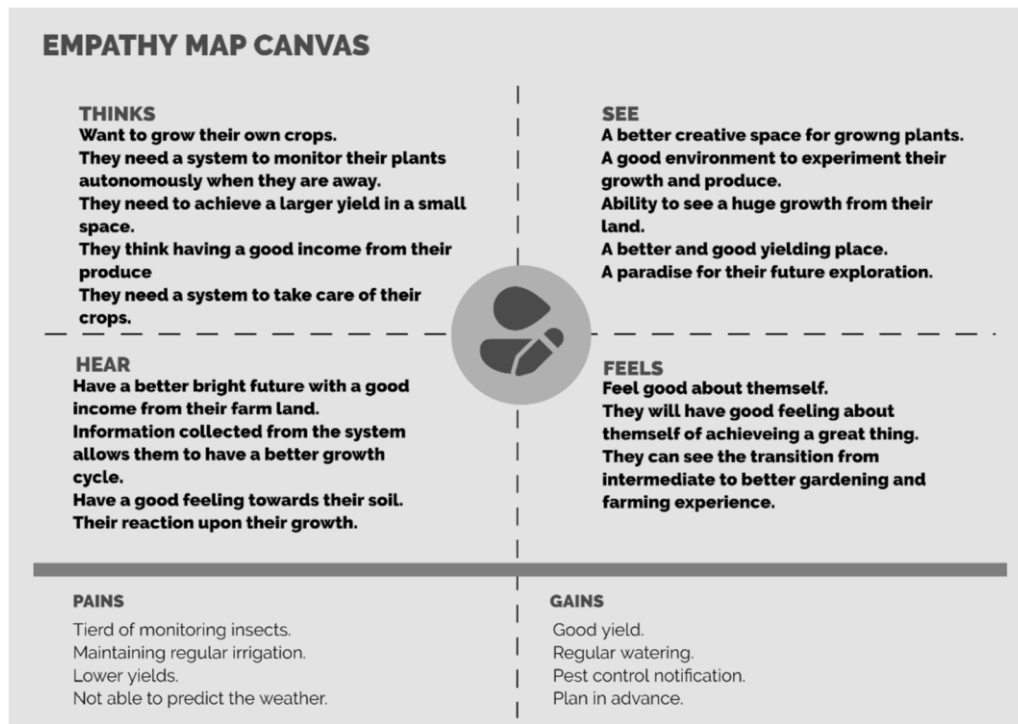 EMPATHY MAP CANVAS
THINKS
Want to grow their own crops.
They need a system to monitor their plants
autonomously when they are away.
They need to achieve a larger yield in a small
space.
They think having a good income from their
produce
They need a system to take care of their
crops.
SEE
A better creative space for growng plants.
A good environment to experiment their
growth and produce.
Ability to see a huge growth from their
land.
A better and good yielding place.
A paradise for their future exploration.
HEAR
Have a better bright future with a good
income from their farm land.
Information collected from the system
allows them to have a better growth
cycle.
Have a good feeling towards their soil.
Their reaction upon their growth.
FEELS
Feel good about themself.
They will have good feeling about
themself of achieveing a great thing.
They can see the transition from
intermediate to better gardening and
farming experience.
PAINS
Tierd of monitoring insects.
Maintaining regular irrigation.
Lower yields.
Not able to predict the weather.
GAINS
Good yield.
Regular watering.
Pest control notification.
Plan in advance.